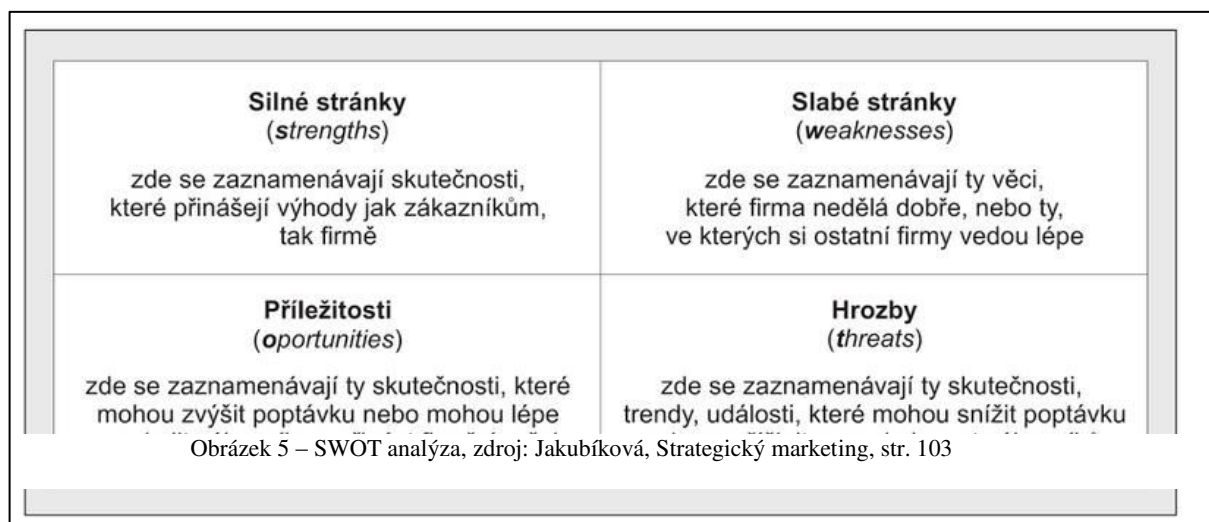 Silné stránky
(strengths)
zde se zaznamenávají skutečnosti,
které přinášejí výhody jak zákazníkům,
tak firmě
Slabé stránky
(weaknesses)
zde se zaznamenávají ty věci,
které firma nedělá dobře, nebo ty,
ve kterých si ostatní firmy vedou lépe
Příležitosti
(oportunities)
zde se zaznamenávají ty skutečnosti, které
mohou zvýšit poptávku nebo mohou lépe
Hrozby
(threats)
zde se zaznamenávají ty skutečnosti,
trendy, události, které mohou snížit poptávku
Obrázek 5 – SWOT analýza, zdroj: Jakubíková, Strategický marketing, str. 103